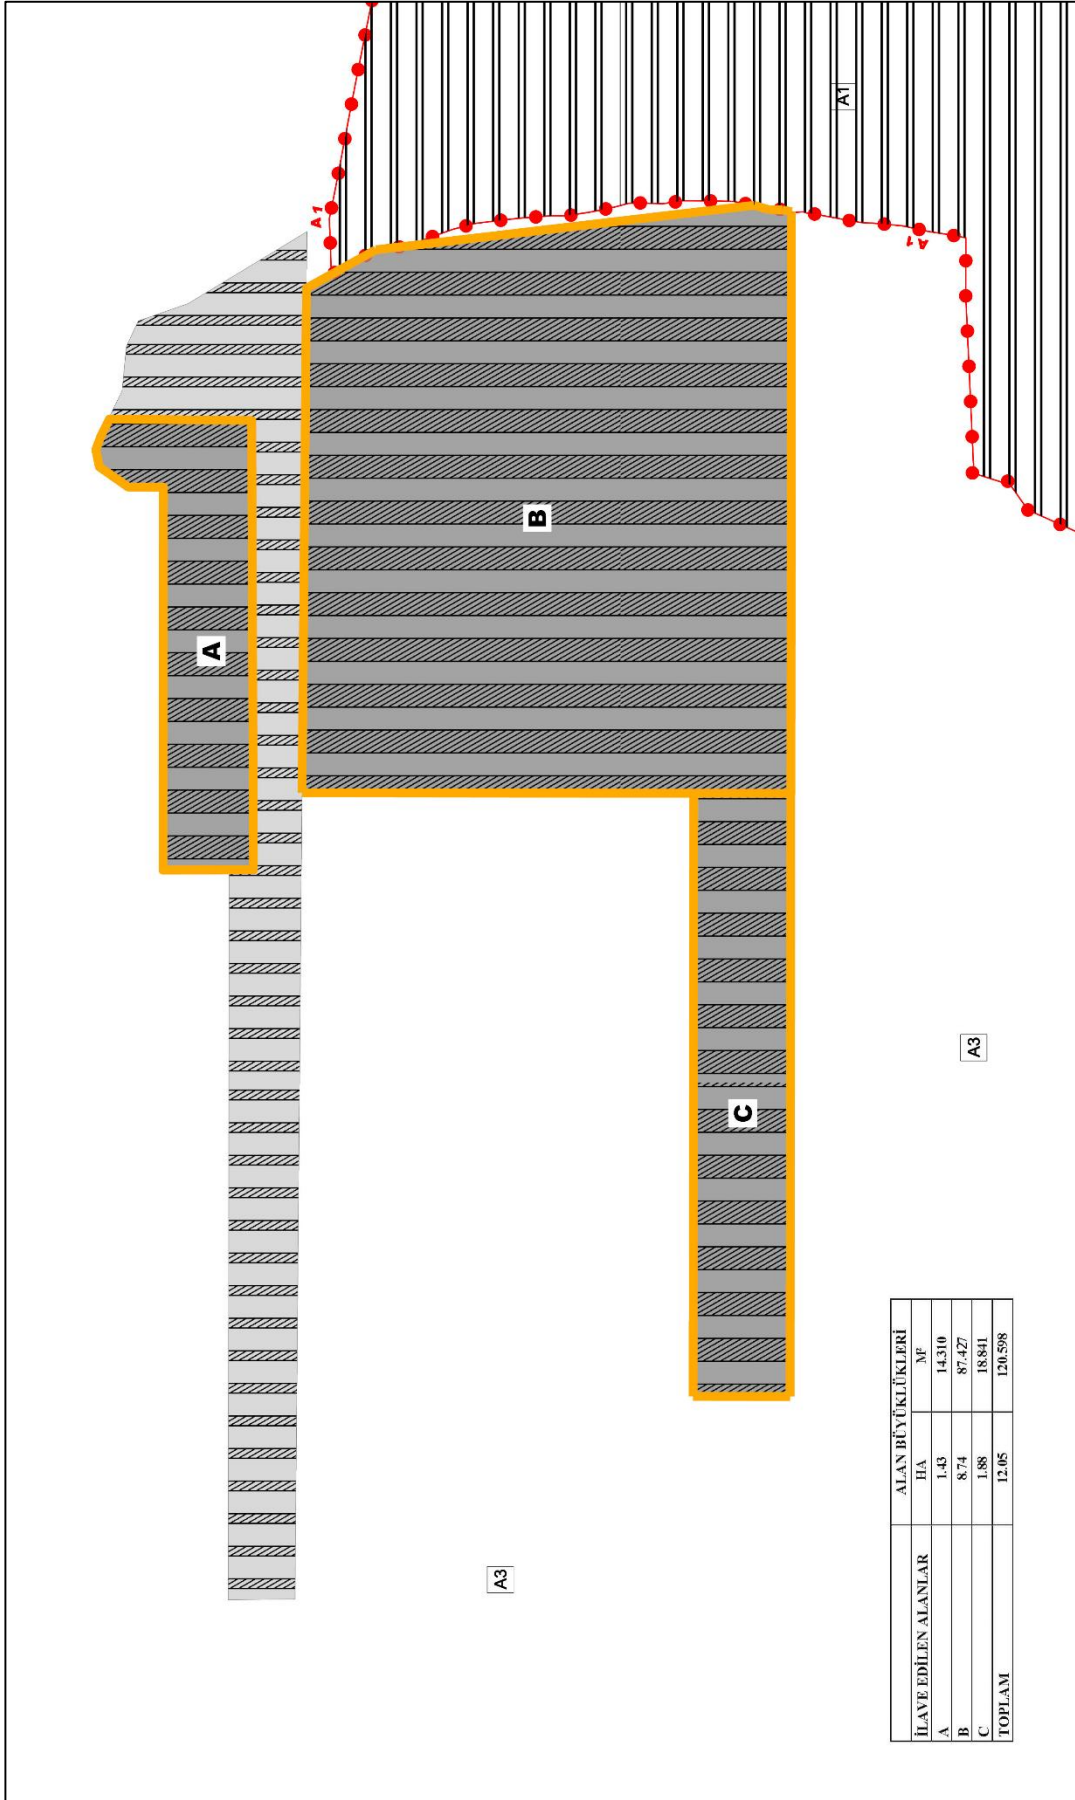 A1
A1
A1
A
B
C
A3
A3
ALAN BÜYÜKLÜKLERİ
İLAVE EDİLEN ALANLAR HA M²
A 1.43 14.310
B 8.74 87.427
C 1.88 18.841
TOPLAM 12.05 120.598